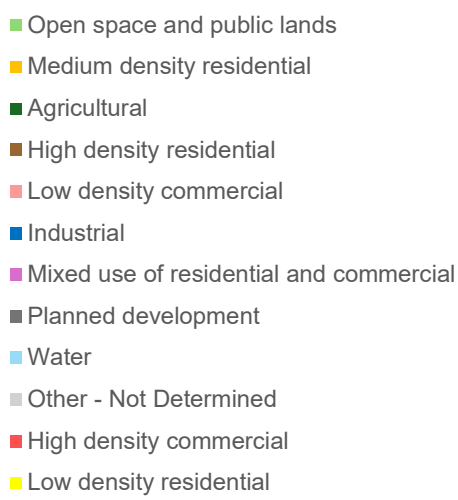 Open space and public lands
Medium density residential
Agricultural
High density residential
Low density commercial
Industrial
Mixed use of residential and commercial
Planned development
Water
Other - Not Determined
High density commercial
Low density residential